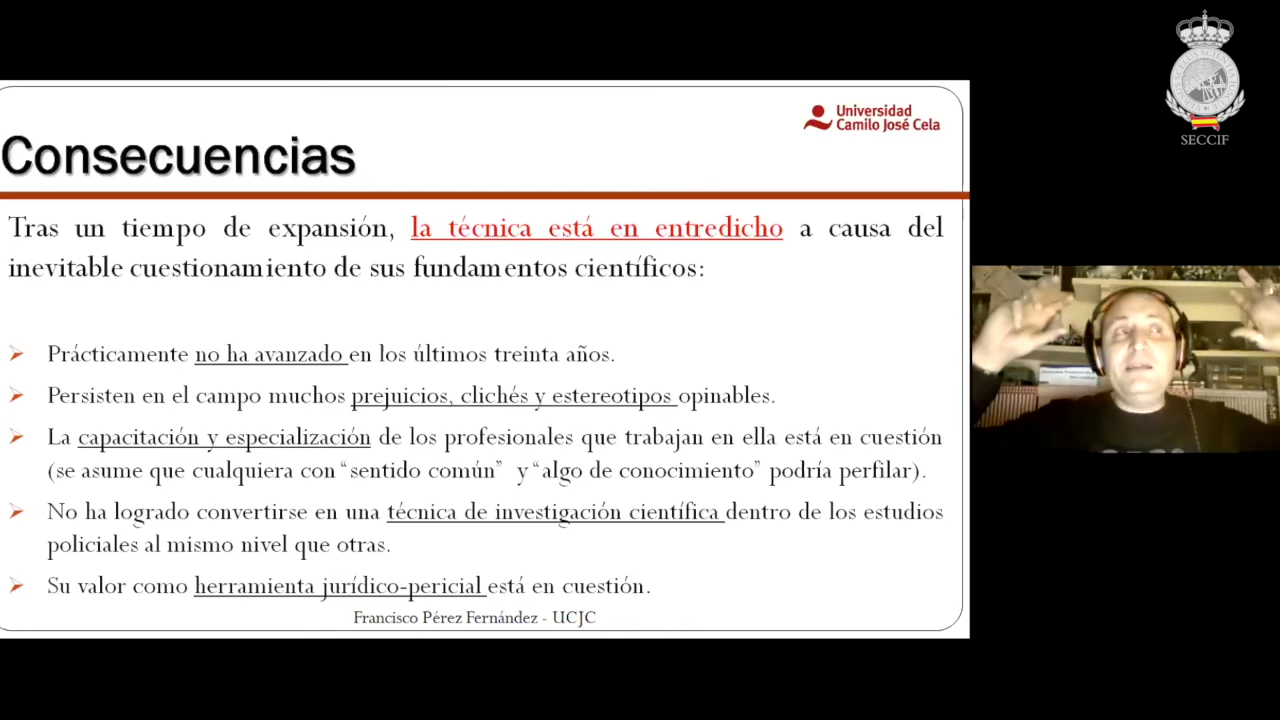 Universidad
Camilo José Cela
SECCIF
Consecuencias
Tras un tiempo de expansión, la técnica está en entredicho a causa del
inevitable cuestionamiento de sus fundamentos científicos:
Prácticamente no ha avanzado en los últimos treinta años.
Persisten en el campo muchos prejuicios, clichés y estereotipos opinables.
La capacitación y especialización de los profesionales que trabajan en ella está en cuestión
(se asume que cualquiera con “sentido común” y “algo de conocimiento” podría perfilar).
No ha logrado convertirse en una técnica de investigación científica dentro de los estudios
policiales al mismo nivel que otras.
Su valor como herramienta jurídico-pericial está en cuestión.
Francisco Pérez Fernández - UCJC